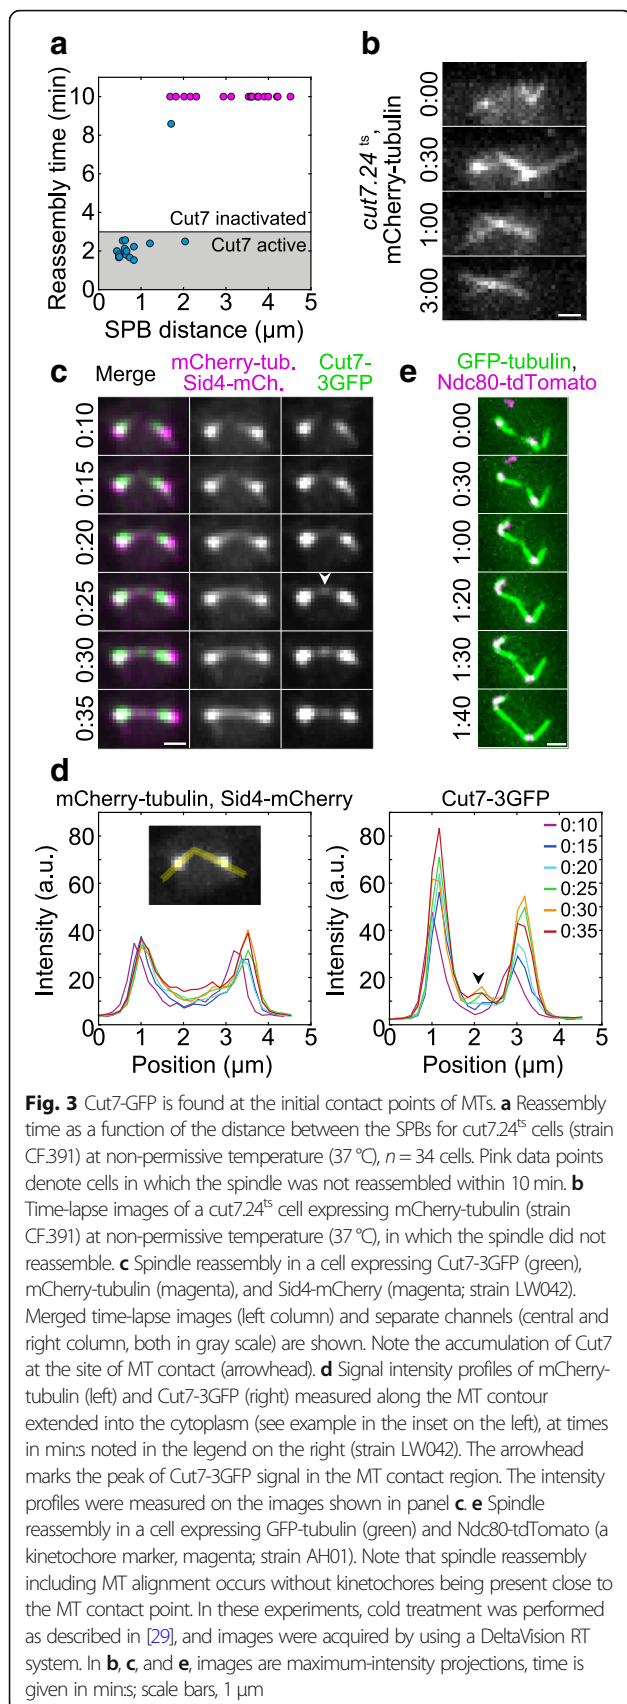 a
Reassembly time (min)
10
8
6
4
2
0
Cut7 inactivated
Cut7 active
0 1 2 3 4 5
SPB distance (µm)
b
cut7.24 ts,
mCherry-tubulin
0:00
0:30
1:00
3:00
c
Merge
mCherry-tub.
Sid4-mCh.
Cut7-
3GFP
0:10
0:15
0:20
0:25
0:30
0:35
e
GFP-tubulin,
Ndc80-tdTomato
0:00
0:30
1:00
1:20
1:30
1:40
d
mCherry-tubulin, Sid4-mCherry
Intensity (a.u.)
80
60
40
20
0
0 1 2 3 4 5
Position (µm)
Cut7-3GFP
Intensity (a.u.)
80
60
40
20
0
0:10
0:15
0:20
0:25
0:30
0:35
0 1 2 3 4 5
Position (µm)
Fig. 3 Cut7-GFP is found at the initial contact points of MTs. a Reassembly
time as a function of the distance between the SPBs for cut7.24ts cells (strain
CF.391) at non-permissive temperature (37 °C), n = 34 cells. Pink data points
denote cells in which the spindle was not reassembled within 10 min. b
Time-lapse images of a cut7.24ts cell expressing mCherry-tubulin (strain
CF.391) at non-permissive temperature (37 °C), in which the spindle did not
reassemble. c Spindle reassembly in a cell expressing Cut7-3GFP (green),
mCherry-tubulin (magenta), and Sid4-mCherry (magenta; strain LW042).
Merged time-lapse images (left column) and separate channels (central and
right column, both in gray scale) are shown. Note the accumulation of Cut7
at the site of MT contact (arrowhead). d Signal intensity profiles of mCherry-
tubulin (left) and Cut7-3GFP (right) measured along the MT contour
extended into the cytoplasm (see example in the inset on the left), at times
in min:s noted in the legend on the right (strain LW042). The arrowhead
marks the peak of Cut7-3GFP signal in the MT contact region. The intensity
profiles were measured on the images shown in panel c. e Spindle
reassembly in a cell expressing GFP-tubulin (green) and Ndc80-tdTomato (a
kinetochore marker, magenta; strain AH01). Note that spindle reassembly
including MT alignment occurs without kinetochores being present close to
the MT contact point. In these experiments, cold treatment was performed
as described in [29], and images were acquired by using a DeltaVision RT
system. In b, c, and e, images are maximum-intensity projections, time is
given in min:s; scale bars, 1 µm